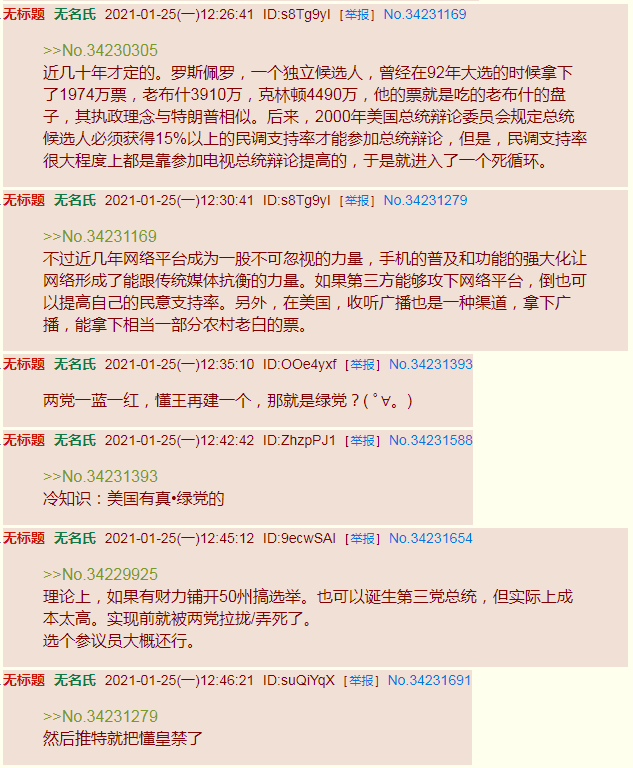 无标题 无名氏 2021-01-25(一)12:26:41 ID:s8Tg9yI [举报] No.34231169
>>No.34230305
近几十年才定的。罗斯佩罗，一个独立候选人，曾经在92年大选的时候拿下
了1974万票，老布什3910万，克林顿4490万，他的票就是吃的老布什的盘
子，其执政理念与特朗普相似。后来，2000年美国总统辩论委员会规定总统
候选人必须获得15%以上的民调支持率才能参加总统辩论，但是，民调支持率
很大程度上都是靠参加电视总统辩论提高的，于是就进入了一个死循环。
无标题 无名氏 2021-01-25(一)12:30:41 ID:s8Tg9yI [举报] No.34231279
>>No.34231169
不过近几年网络平台成为一股不可忽视的力量，手机的普及和功能的强大化让
网络形成了能跟传统媒体抗衡的力量。如果第三方能够攻下网络平台，倒也可
以提高自己的民意支持率。另外，在美国，收听广播也是一种渠道，拿下广
播，能拿下相当一部分农村老白的票。
无标题 无名氏 2021-01-25(一)12:35:10 ID:OOe4yxf [举报] No.34231393
两党一蓝一红，懂王再建一个，那就是绿党？( ﾟ∀。)
无标题 无名氏 2021-01-25(一)12:42:42 ID:ZhzpPJ1 [举报] No.34231588
>>No.34231393
冷知识：美国有真•绿党的
无标题 无名氏 2021-01-25(一)12:45:12 ID:9ecwSAI [举报] No.34231654
>>No.34229925
理论上，如果有财力铺开50州搞选举。也可以诞生第三党总统，但实际上成
本太高。实现前就被两党拉拢/弄死了。
选个参议员大概还行。
无标题 无名氏 2021-01-25(一)12:46:21 ID:suQiYqX [举报] No.34231691
>>No.34231279
然后推特就把懂皇禁了